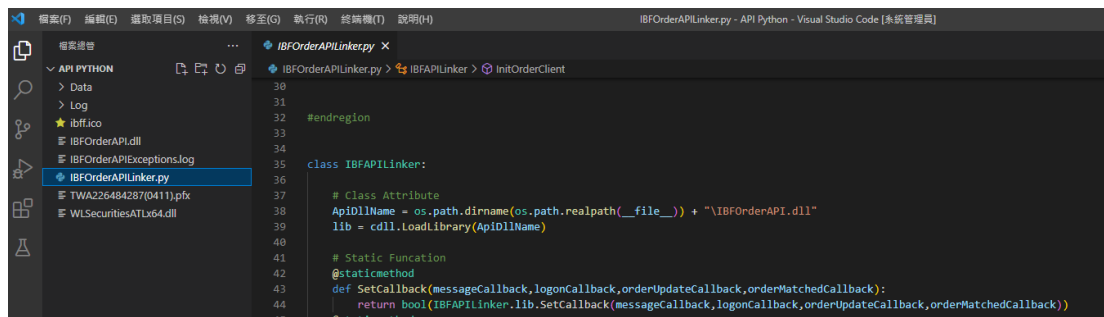 檔案(F) 編輯(E) 選取項目(S) 檢視(V) 移至(G) 執行(R) 終端機(T) 說明(H) IBFOrderAPILinker.py - API Python - Visual Studio Code [系統管理員]
檔案總管 ...
API PYTHON
> Data
> Log
ibff.ico
IBFOrderAPI.dll
IBFOrderAPIExceptions.log
IBFOrderAPILinker.py
TWA226484287(0411).pfx
WLSecuritiesATLx64.dll
IBFOrderAPILinker.py ×
IBFOrderAPILinker.py > IBFAPILinker > InitOrderClient
30
31
32 #endregion
33
34
35 class IBFAPILinker:
36
37 # Class Attribute
38 ApiDllName = os.path.dirname(os.path.realpath(__file__)) + "\IBFOrderAPI.dll"
39 lib = cdll.LoadLibrary(ApiDllName)
40
41 # Static Funcation
42 @staticmethod
43 def SetCallback(messageCallback,logonCallback,orderUpdateCallback,orderMatchedCallback):
44 return bool(IBFAPILinker.lib.SetCallback(messageCallback,logonCallback,orderUpdateCallback,orderMatchedCallback))